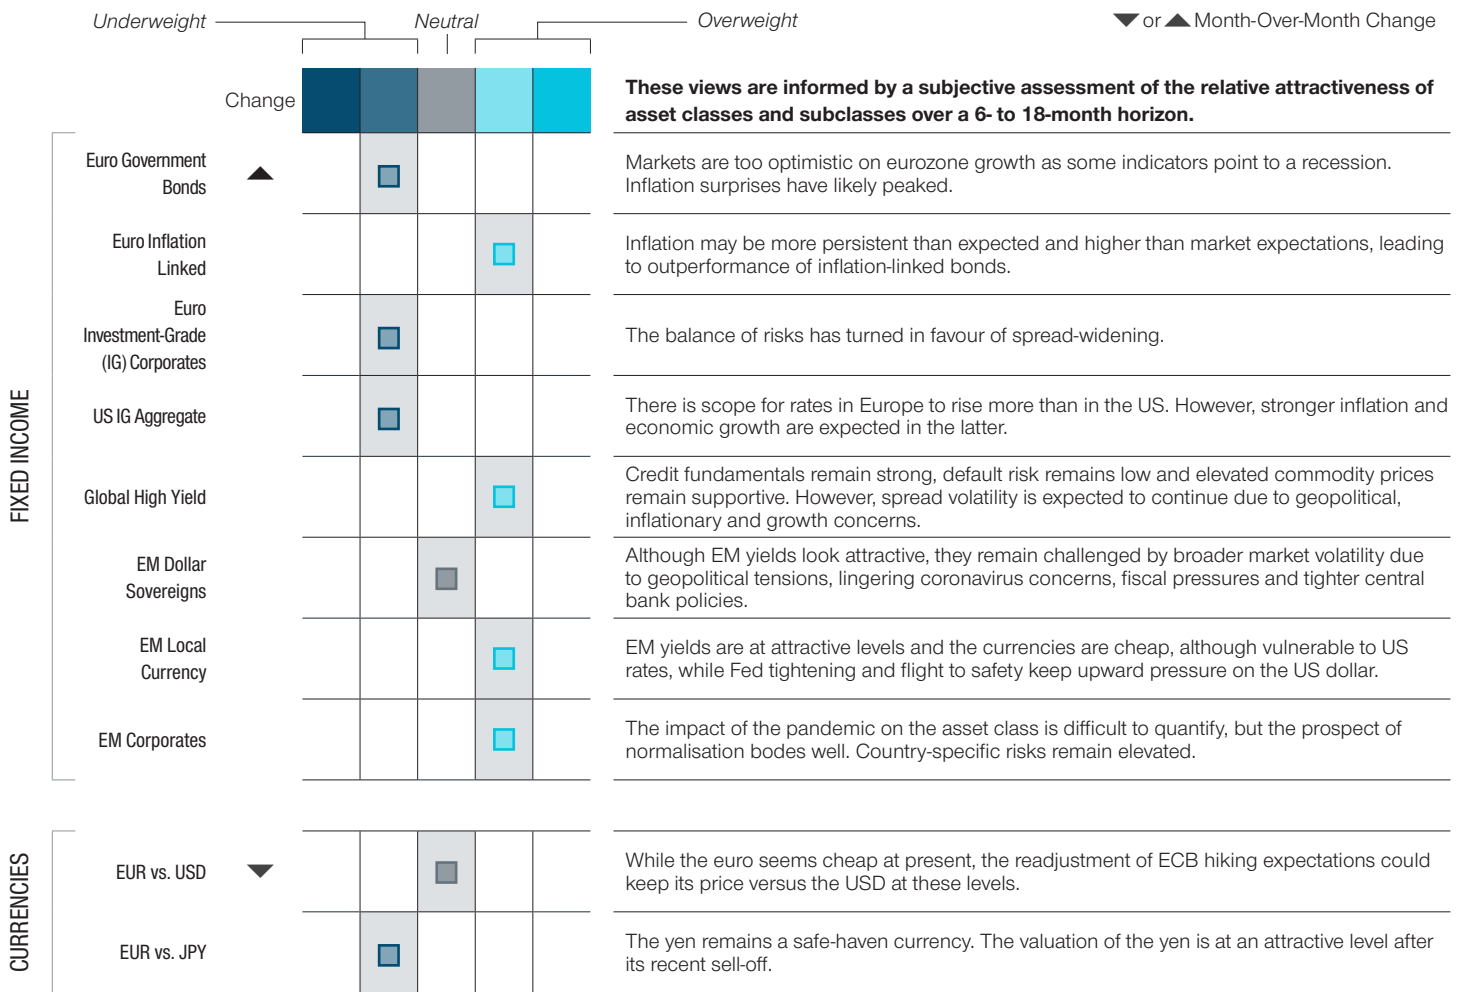 Underweight
Neutral
Overweight
▼ or ▲ Month-Over-Month Change
Change
These views are informed by a subjective assessment of the relative attractiveness of
asset classes and subclasses over a 6- to 18-month horizon.
FIXED INCOME
Euro Government
Bonds
▲
Markets are too optimistic on eurozone growth as some indicators point to a recession.
Inflation surprises have likely peaked.
Euro Inflation
Linked
Inflation may be more persistent than expected and higher than market expectations, leading
to outperformance of inflation-linked bonds.
Euro
Investment-Grade
(IG) Corporates
The balance of risks has turned in favour of spread-widening.
US IG Aggregate
There is scope for rates in Europe to rise more than in the US. However, stronger inflation and
economic growth are expected in the latter.
Global High Yield
Credit fundamentals remain strong, default risk remains low and elevated commodity prices
remain supportive. However, spread volatility is expected to continue due to geopolitical,
inflationary and growth concerns.
EM Dollar
Sovereigns
Although EM yields look attractive, they remain challenged by broader market volatility due
to geopolitical tensions, lingering coronavirus concerns, fiscal pressures and tighter central
bank policies.
EM Local
Currency
EM yields are at attractive levels and the currencies are cheap, although vulnerable to US
rates, while Fed tightening and flight to safety keep upward pressure on the US dollar.
EM Corporates
The impact of the pandemic on the asset class is difficult to quantify, but the prospect of
normalisation bodes well. Country-specific risks remain elevated.
CURRENCIES
EUR vs. USD
▼
While the euro seems cheap at present, the readjustment of ECB hiking expectations could
keep its price versus the USD at these levels.
EUR vs. JPY
The yen remains a safe-haven currency. The valuation of the yen is at an attractive level after
its recent sell-off.